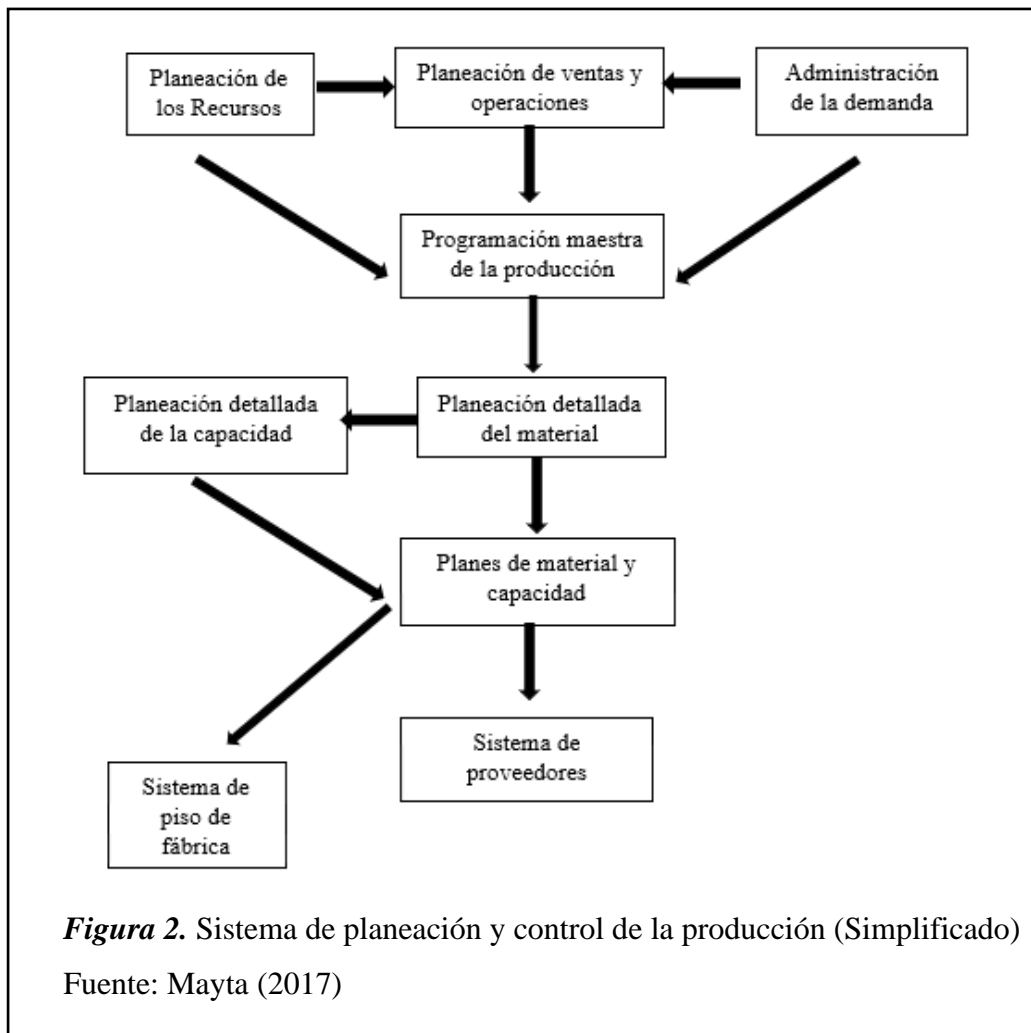 Planeación de
los Recursos
Planeación de ventas y
operaciones
Administración
de la demanda
Programación maestra
de la producción
Planeación detallada
de la capacidad
Planeación detallada
del material
Planes de material y
capacidad
Sistema de
proveedores
Sistema de
piso de
fábrica
Figura 2. Sistema de planeación y control de la producción (Simplificado)
Fuente: Mayta (2017)